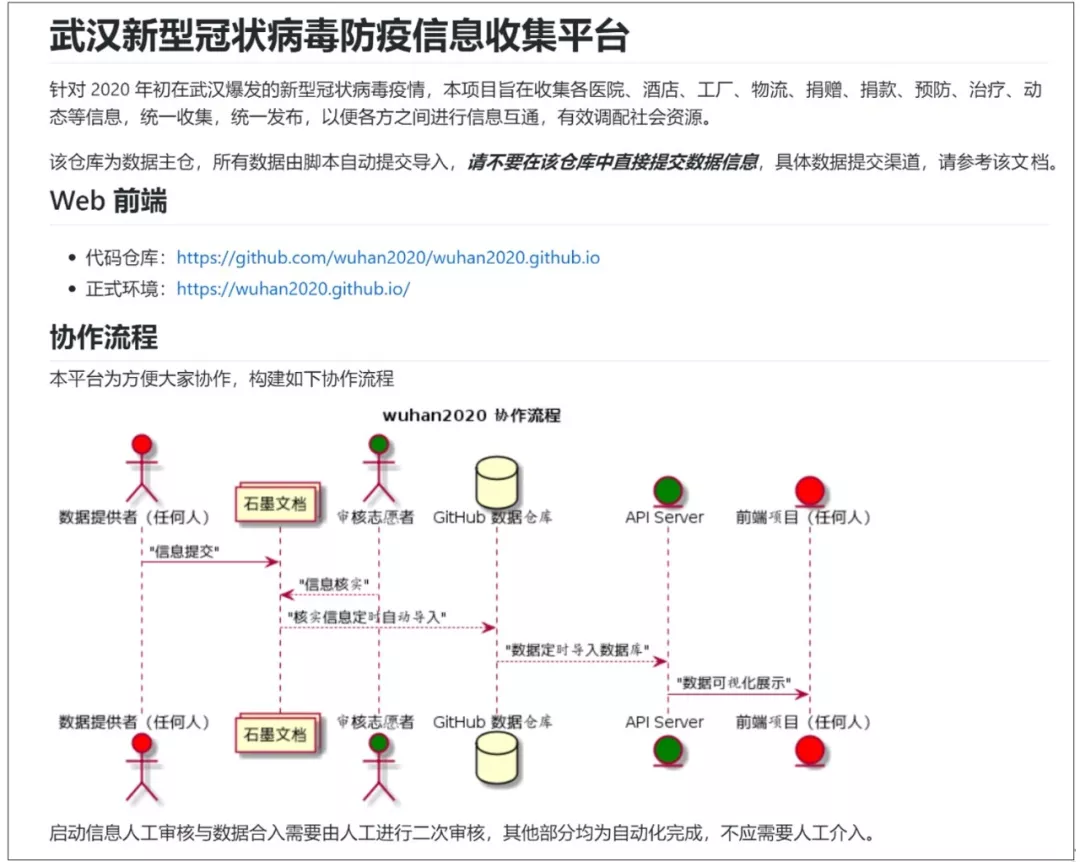 武汉新型冠状病毒防疫信息收集平台
针对 2020 年初在武汉爆发的新型冠状病毒疫情，本项目旨在收集各医院、酒店、工厂、物流、捐赠、捐款、预防、治疗、动
态等信息，统一收集，统一发布，以便各方之间进行信息互通，有效调配社会资源。
该仓库为数据主仓，所有数据由脚本自动提交导入，请不要在该仓库中直接提交数据信息，具体数据提交渠道，请参考该文档。
Web 前端
• 代码仓库：https://github.com/wuhan2020/wuhan2020.github.io
• 正式环境：https://wuhan2020.github.io/
协作流程
本平台为方便大家协作，构建如下协作流程
wuhan2020 协作流程
数据提供者（任何人） 石墨文档 审核志愿者 GitHub 数据仓库 API Server 前端项目（任何人）
"信息提交"
"信息核实"
"核实信息定时自动导入"
"数据定时导入数据库"
"数据可视化展示"
数据提供者（任何人） 石墨文档 审核志愿者 GitHub 数据仓库 API Server 前端项目（任何人）
启动信息人工审核与数据合入需要由人工进行二次审核，其他部分均为自动化完成，不应需要人工介入。